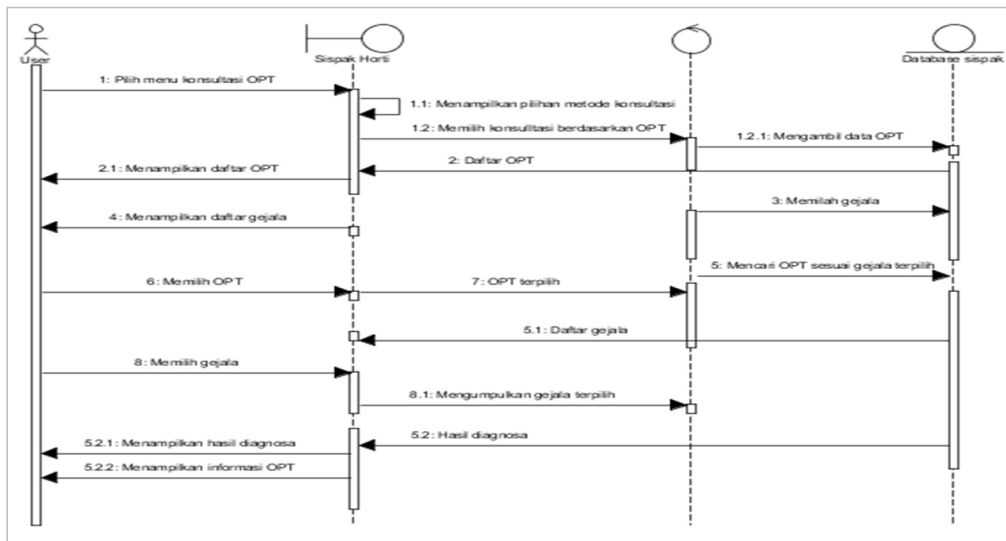 User
Sispak Horti
Database sispak
1: Pilih menu konsultasi OPT
1.1: Menampilkan pilihan metode konsultasi
1.2: Memilih konsulltasi berdasarkan OPT
1.2.1: Mengambil data OPT
2: Daftar OPT
2.1: Menampilkan daftar OPT
3: Memilah gejala
4: Menampilkan daftar gejala
5: Mencari OPT sesuai gejala terpilih
6: Memilih OPT
7: OPT terpilih
5.1: Daftar gejala
8: Memilih gejala
8.1: Mengumpulkan gejala terpilih
5.2: Hasil diagnosa
5.2.1: Menampilkan hasil diagnosa
5.2.2: Menampilkan informasi OPT